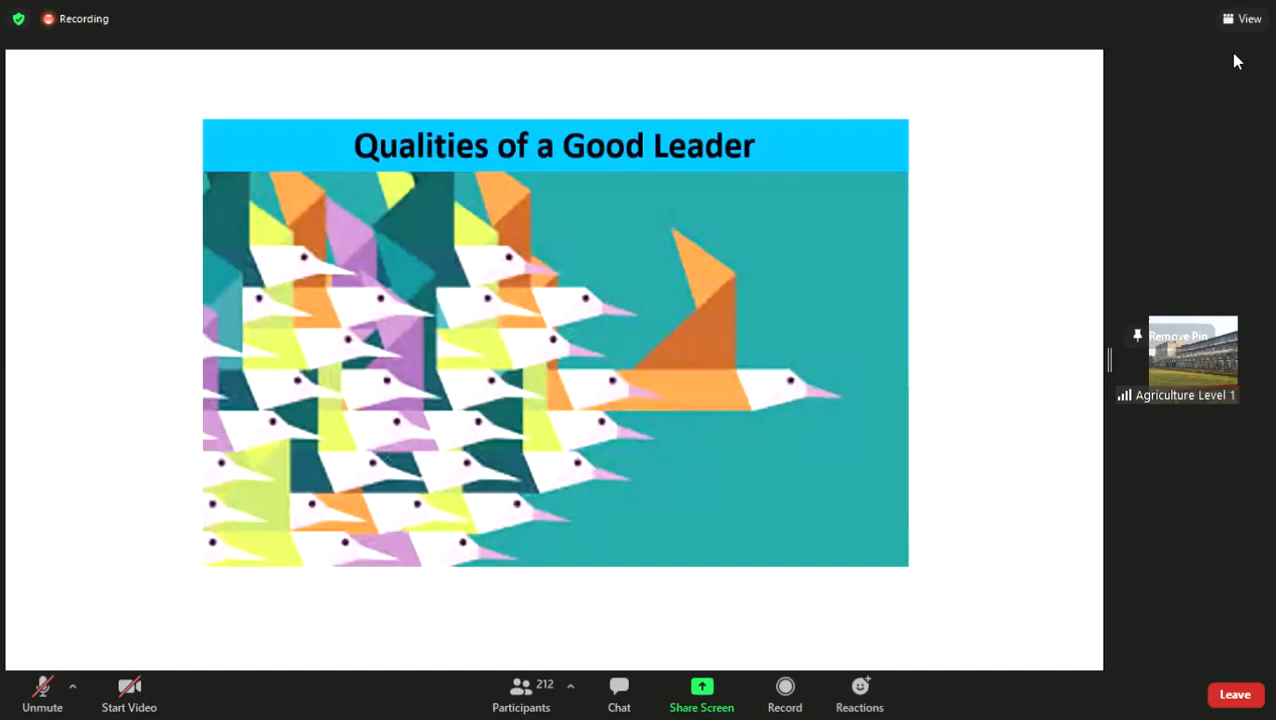 Recording
View
Qualities of a Good Leader
Remove Pin
Agriculture Level 1
Unmute
Start Video
212
Participants
Chat
Share Screen
Record
Reactions
Leave